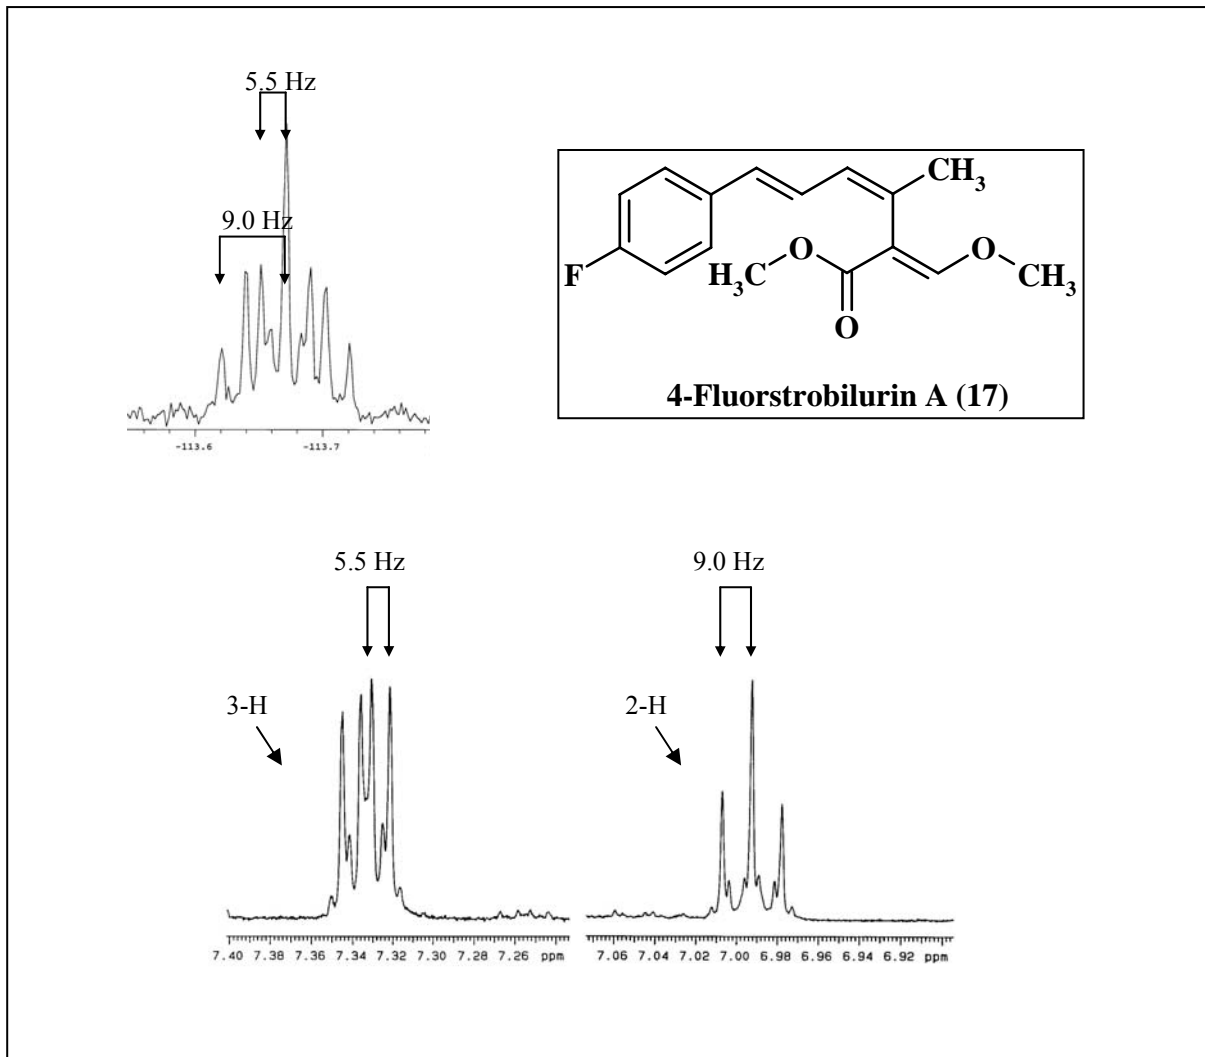 5.5 Hz
9.0 Hz
-113.6 -113.7
CH3
O
H3C
O
CH3
F
O
4-Fluorstrobilurin A (17)
5.5 Hz
9.0 Hz
3-H
2-H
7.40 7.38 7.36 7.34 7.32 7.30 7.28 7.26 ppm
7.06 7.04 7.02 7.00 6.98 6.96 6.94 6.92 ppm